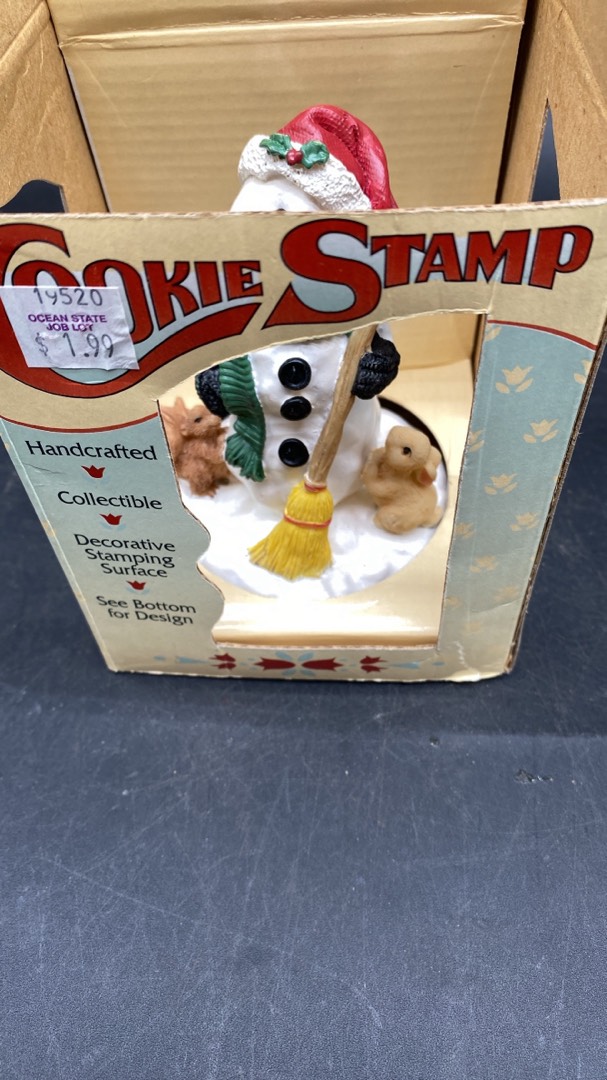 COOKIE STAMP
19520
OCEAN STATE
JOB LOT
$ 1.99
Handcrafted
Collectible
Decorative
Stamping
Surface
See Bottom
for Design